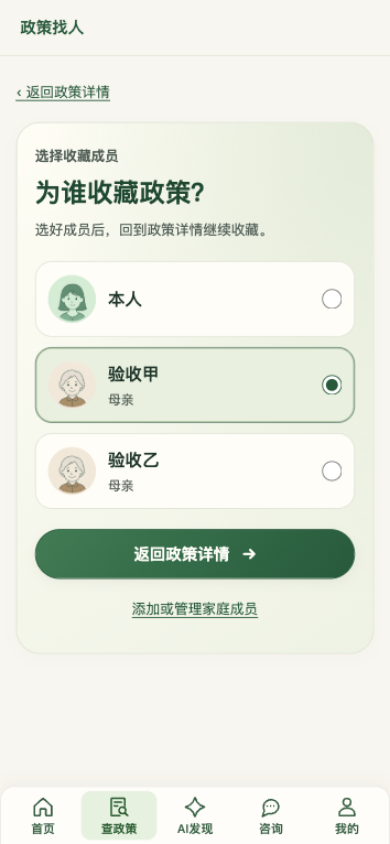 政策找人
‹ 返回政策详情
选择收藏成员
为谁收藏政策？
选好成员后，回到政策详情继续收藏。
本人
验收甲
母亲
验收乙
母亲
返回政策详情 →
添加或管理家庭成员
首页
查政策
AI发现
咨询
我的